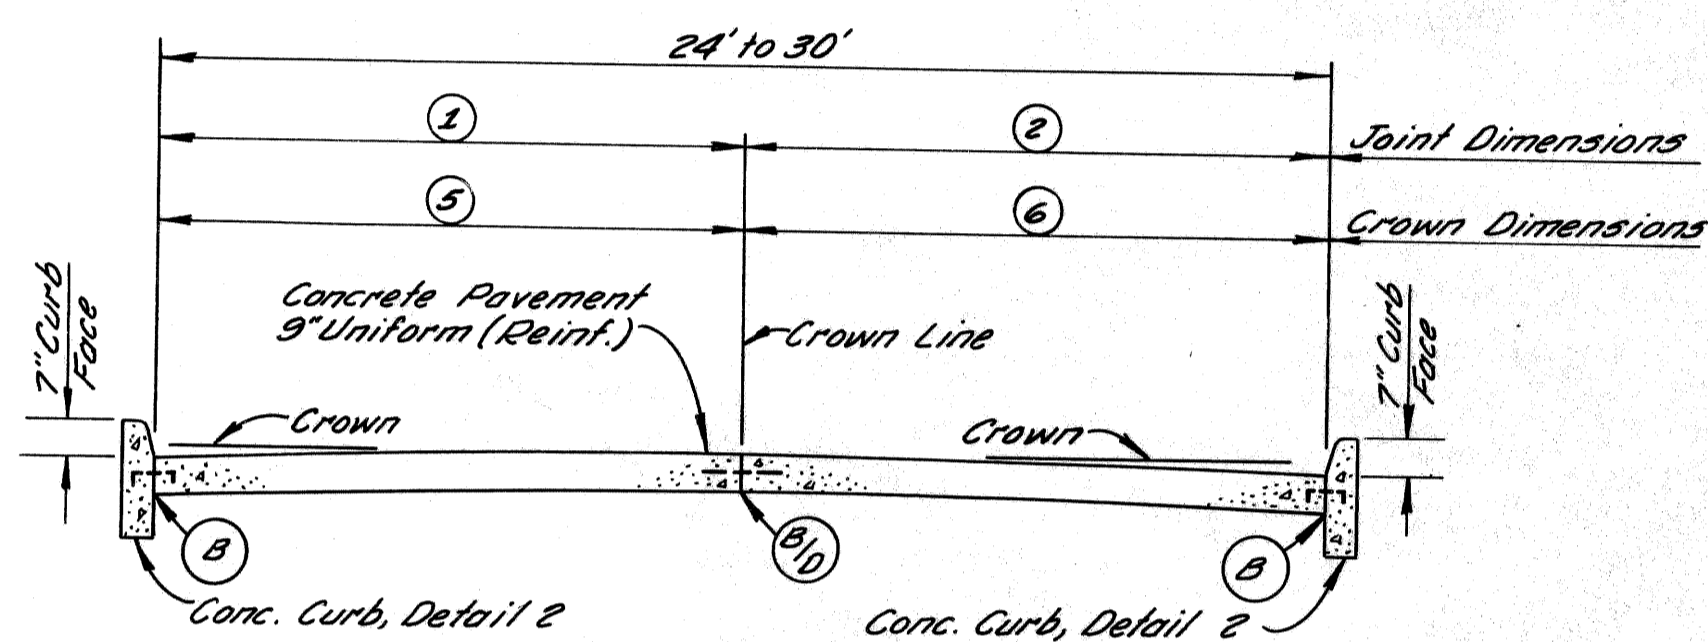 24' to 30'
1
2
Joint Dimensions
5
6
Crown Dimensions
7" Curb
Face
Concrete Pavement
9" Uniform (Reinf.)
Crown Line
7" Curb
Face
Crown
Crown
B
B/D
B
Conc. Curb, Detail 2
Conc. Curb, Detail 2